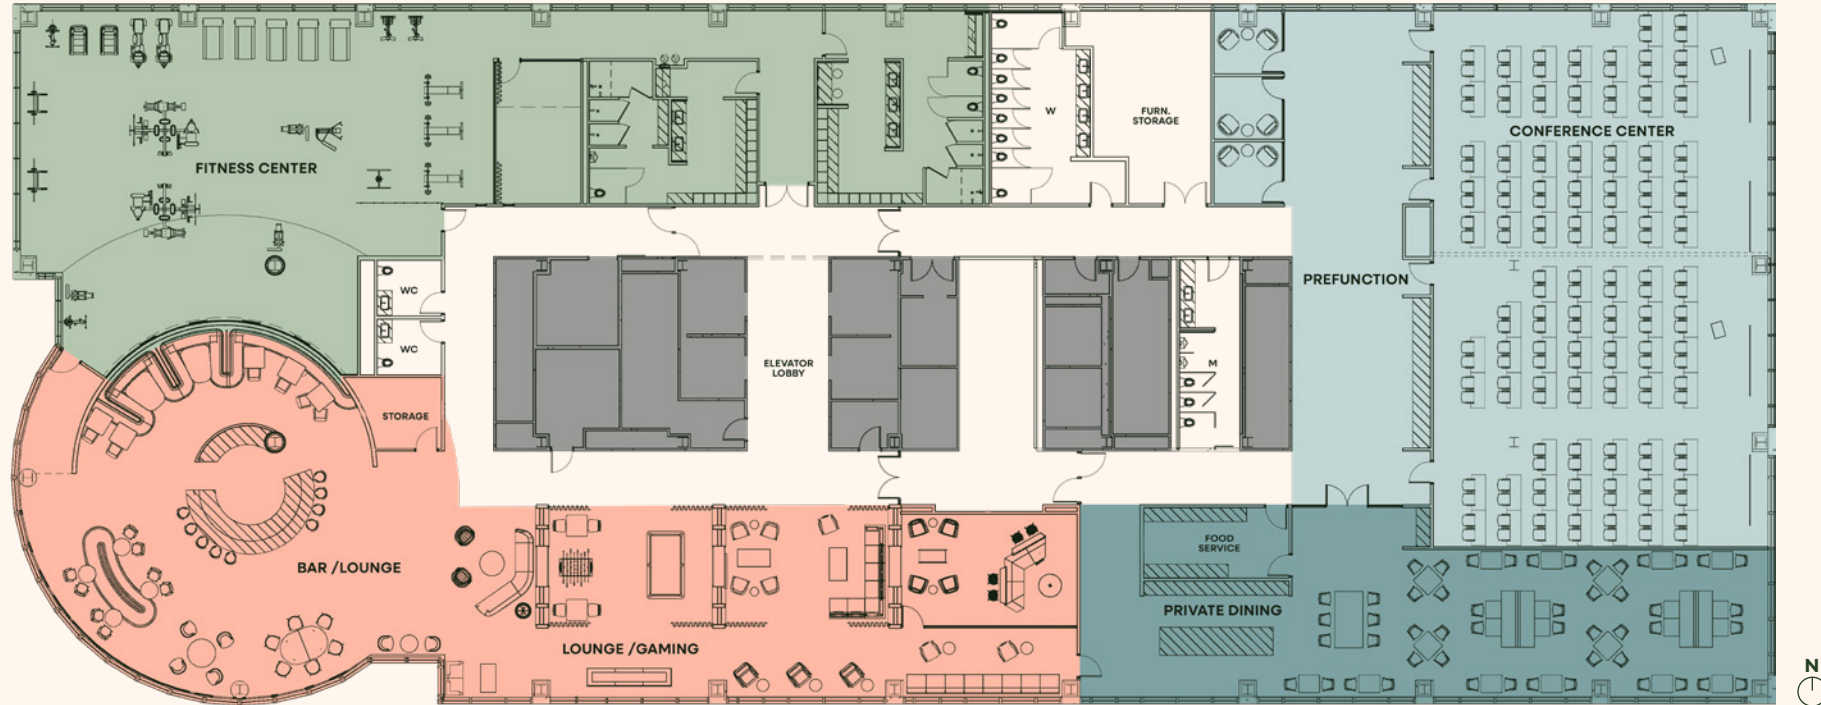 W
FURN.
STORAGE
CONFERENCE CENTER
FITNESS CENTER
PREFUNCTION
WC
WC
ELEVATOR
LOBBY
M
STORAGE
FOOD
SERVICE
BAR /LOUNGE
PRIVATE DINING
LOUNGE /GAMING
N